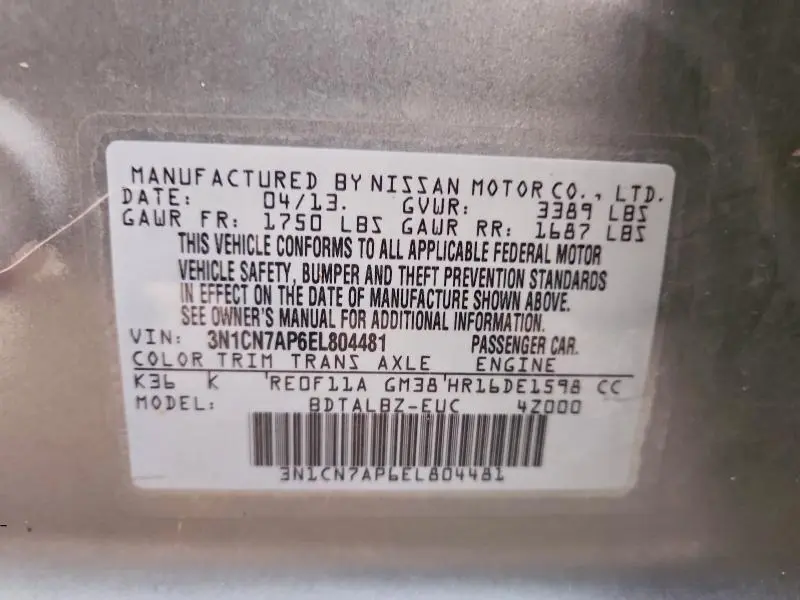 MANUFACTURED BY NISSAN MOTOR CO., LTD.
DATE: 04/13. GVWR: 3389 LBS
GAWR FR: 1750 LBS GAWR RR: 1687 LBS
THIS VEHICLE CONFORMS TO ALL APPLICABLE FEDERAL MOTOR
VEHICLE SAFETY, BUMPER AND THEFT PREVENTION STANDARDS
IN EFFECT ON THE DATE OF MANUFACTURE SHOWN ABOVE.
SEE OWNER'S MANUAL FOR ADDITIONAL INFORMATION.
VIN: 3N1CN7AP6EL804481 PASSENGER CAR.
COLOR TRIM TRANS AXLE ENGINE
K36 K RE0F11A GM38 HR16DE1598 CC
MODEL: BDTALBZ-EUC 4Z000
3N1CN7AP6EL804481